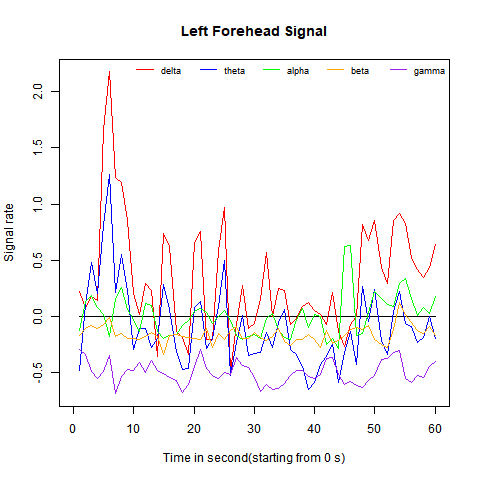 Left Forehead Signal
delta theta alpha beta gamma
Signal rate
2.0
1.5
1.0
0.5
0.0
-0.5
0 10 20 30 40 50 60
Time in second(starting from 0 s)